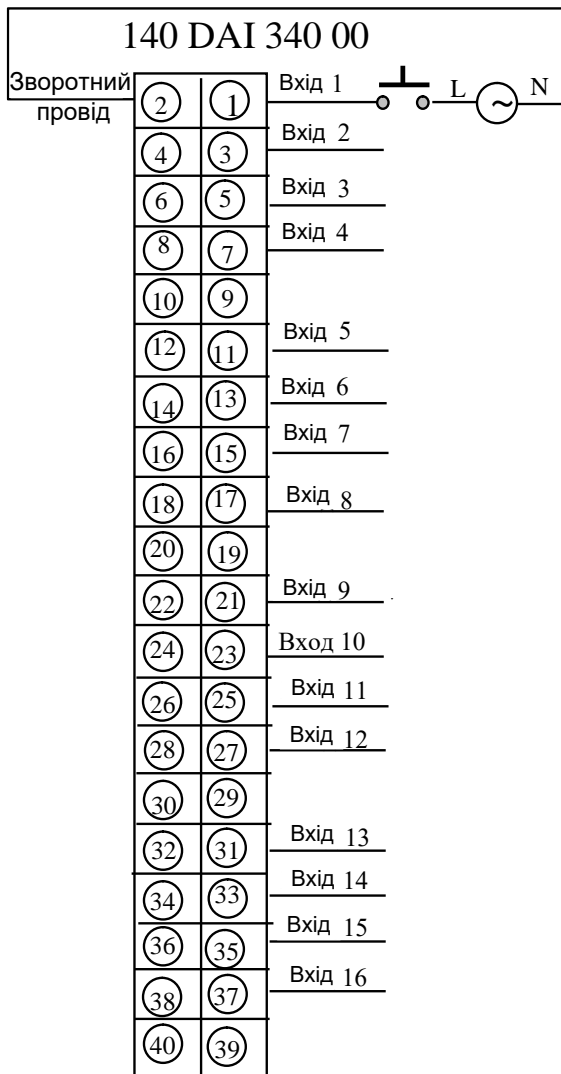 140 DAI 340 00
Зворотний
провід
2 1 Вхід 1 L ~ N
4 3 Вхід 2
6 5 Вхід 3
8 7 Вхід 4
10 9
12 11 Вхід 5
14 13 Вхід 6
16 15 Вхід 7
18 17 Вхід 8
20 19
22 21 Вхід 9
24 23 Вход 10
26 25 Вхід 11
28 27 Вхід 12
30 29
32 31 Вхід 13
34 33 Вхід 14
36 35 Вхід 15
38 37 Вхід 16
40 39